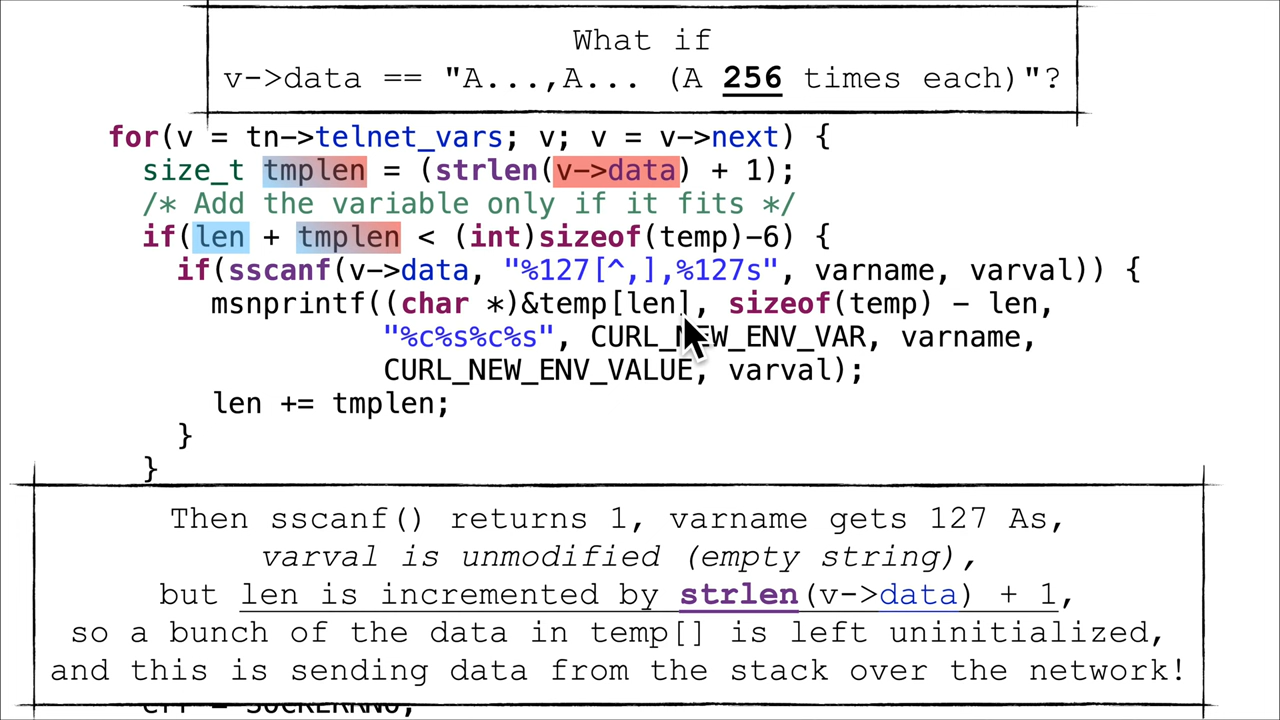 What if
v->data == "A...,A... (A 256 times each)"?
for(v = tn->telnet_vars; v; v = v->next) {
size_t tmplen = (strlen(v->data) + 1);
/* Add the variable only if it fits */
if(len + tmplen < (int)sizeof(temp)-6) {
if(sscanf(v->data, "%127[^,],%127s", varname, varval)) {
msnprintf((char *)&temp[len], sizeof(temp) - len,
"%c%s%c%s", CURL_NEW_ENV_VAR, varname,
CURL_NEW_ENV_VALUE, varval);
len += tmplen;
}
}
Then sscanf() returns 1, varname gets 127 As,
varval is unmodified (empty string),
but len is incremented by strlen(v->data) + 1,
so a bunch of the data in temp[] is left uninitialized,
and this is sending data from the stack over the network!